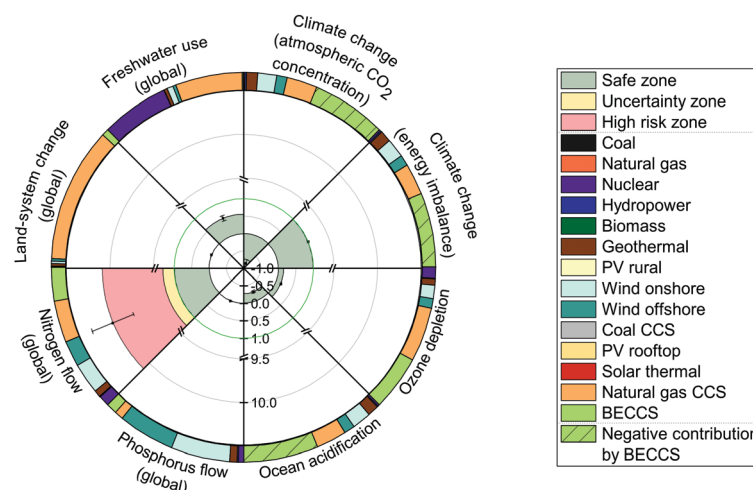 Climate change
(atmospheric CO2
concentration)
Freshwater use
(global)
Climate change
(energy imbalance)
Land-system change
(global)
-1.0
-0.5
0.0
0.5
1.0
9.5
10.0
Ozone depletion
Nitrogen flow
(global)
Ocean acidification
Phosphorus flow
(global)
Safe zone
Uncertainty zone
High risk zone
Coal
Natural gas
Nuclear
Hydropower
Biomass
Geothermal
PV rural
Wind onshore
Wind offshore
Coal CCS
PV rooftop
Solar thermal
Natural gas CCS
BECCS
Negative contribution
by BECCS